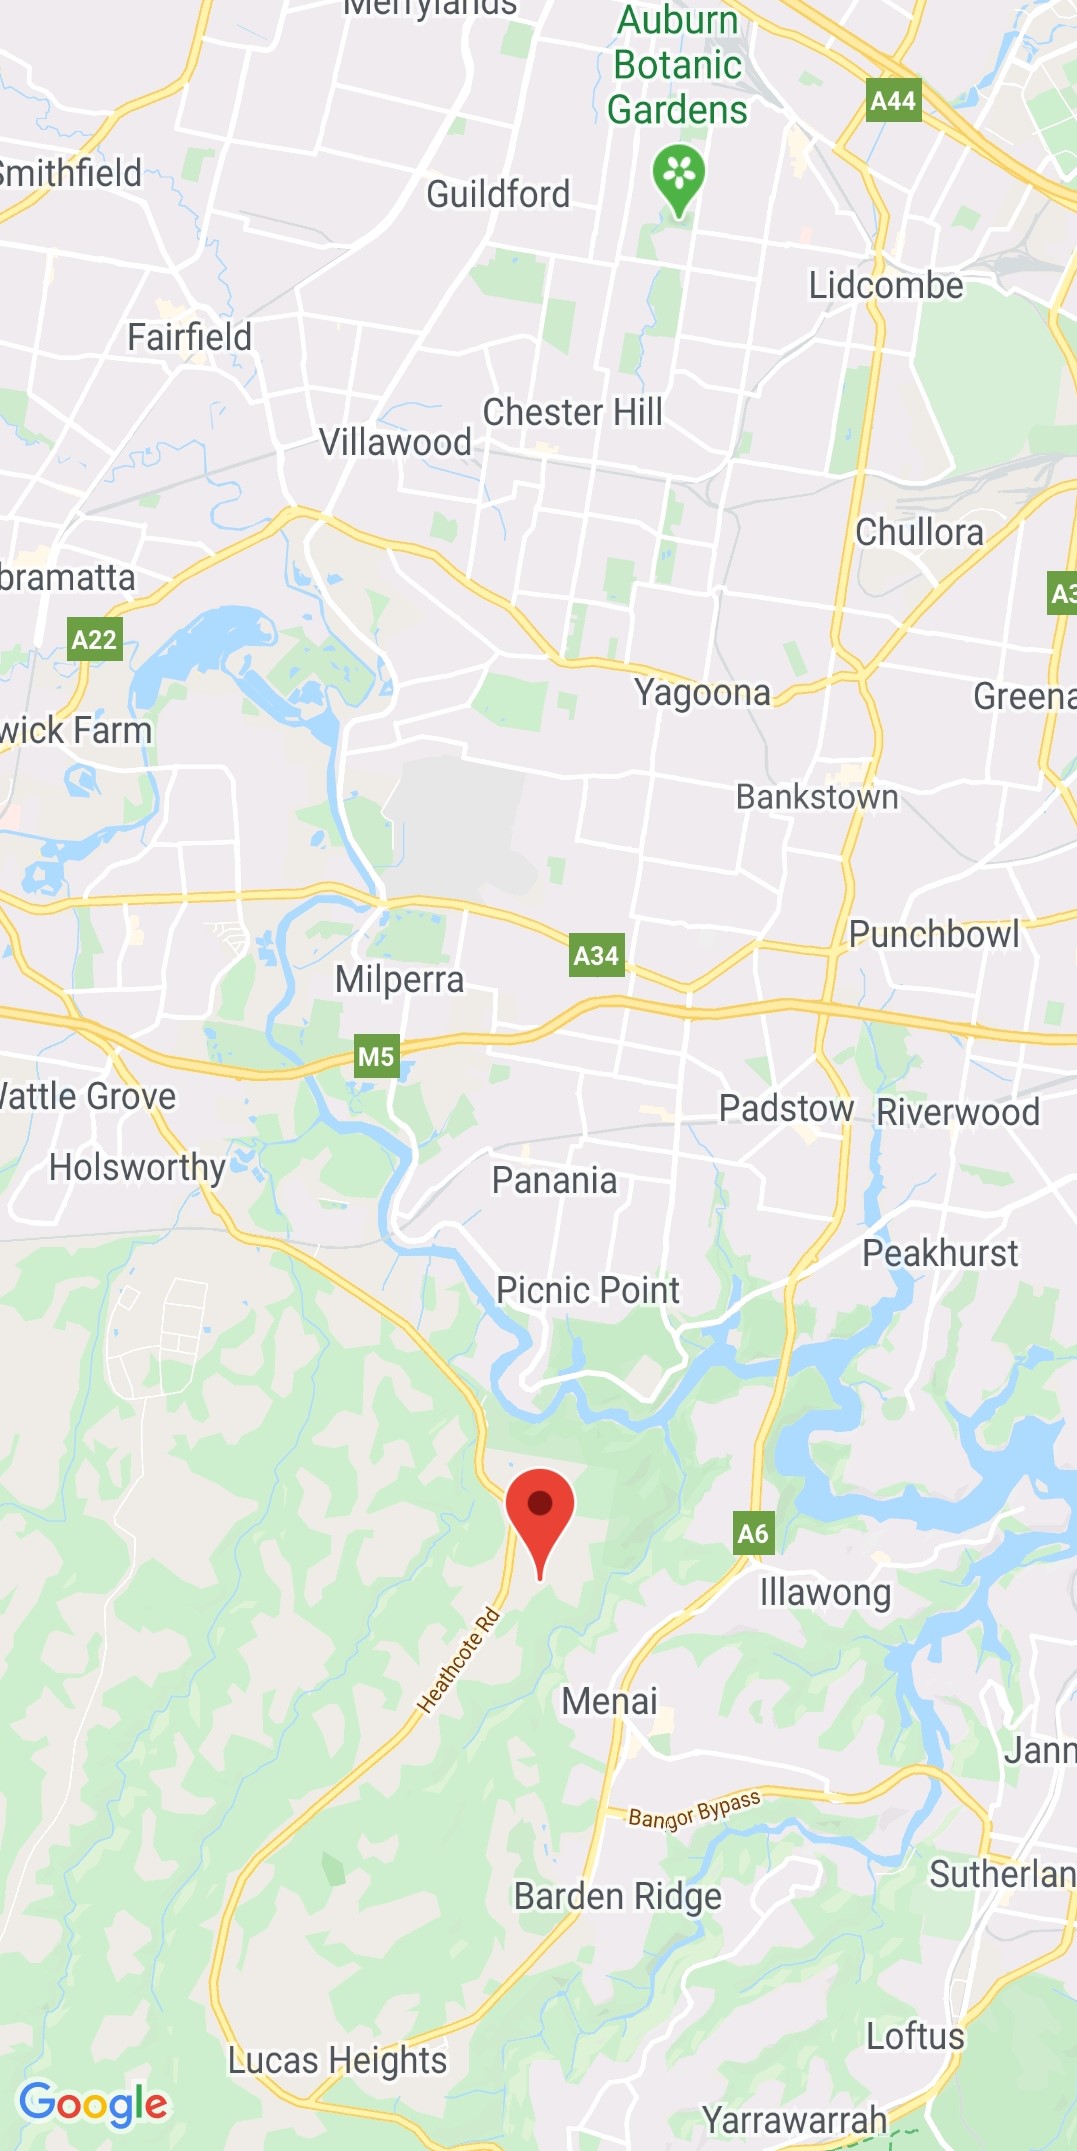 Merrylands
Auburn
Botanic
Gardens
A44
Smithfield
Guildford
Lidcombe
Fairfield
Chester Hill
Villawood
Chullora
bramatta
A3
A22
Yagoona
Greena
wick Farm
Bankstown
Punchbowl
A34
Milperra
M5
Wattle Grove
Padstow
Riverwood
Holsworthy
Panania
Peakhurst
Picnic Point
A6
Illawong
Heathcote Rd
Menai
Jann
Bangor Bypass
Sutherlan
Barden Ridge
Loftus
Lucas Heights
Google
Yarrawarrah